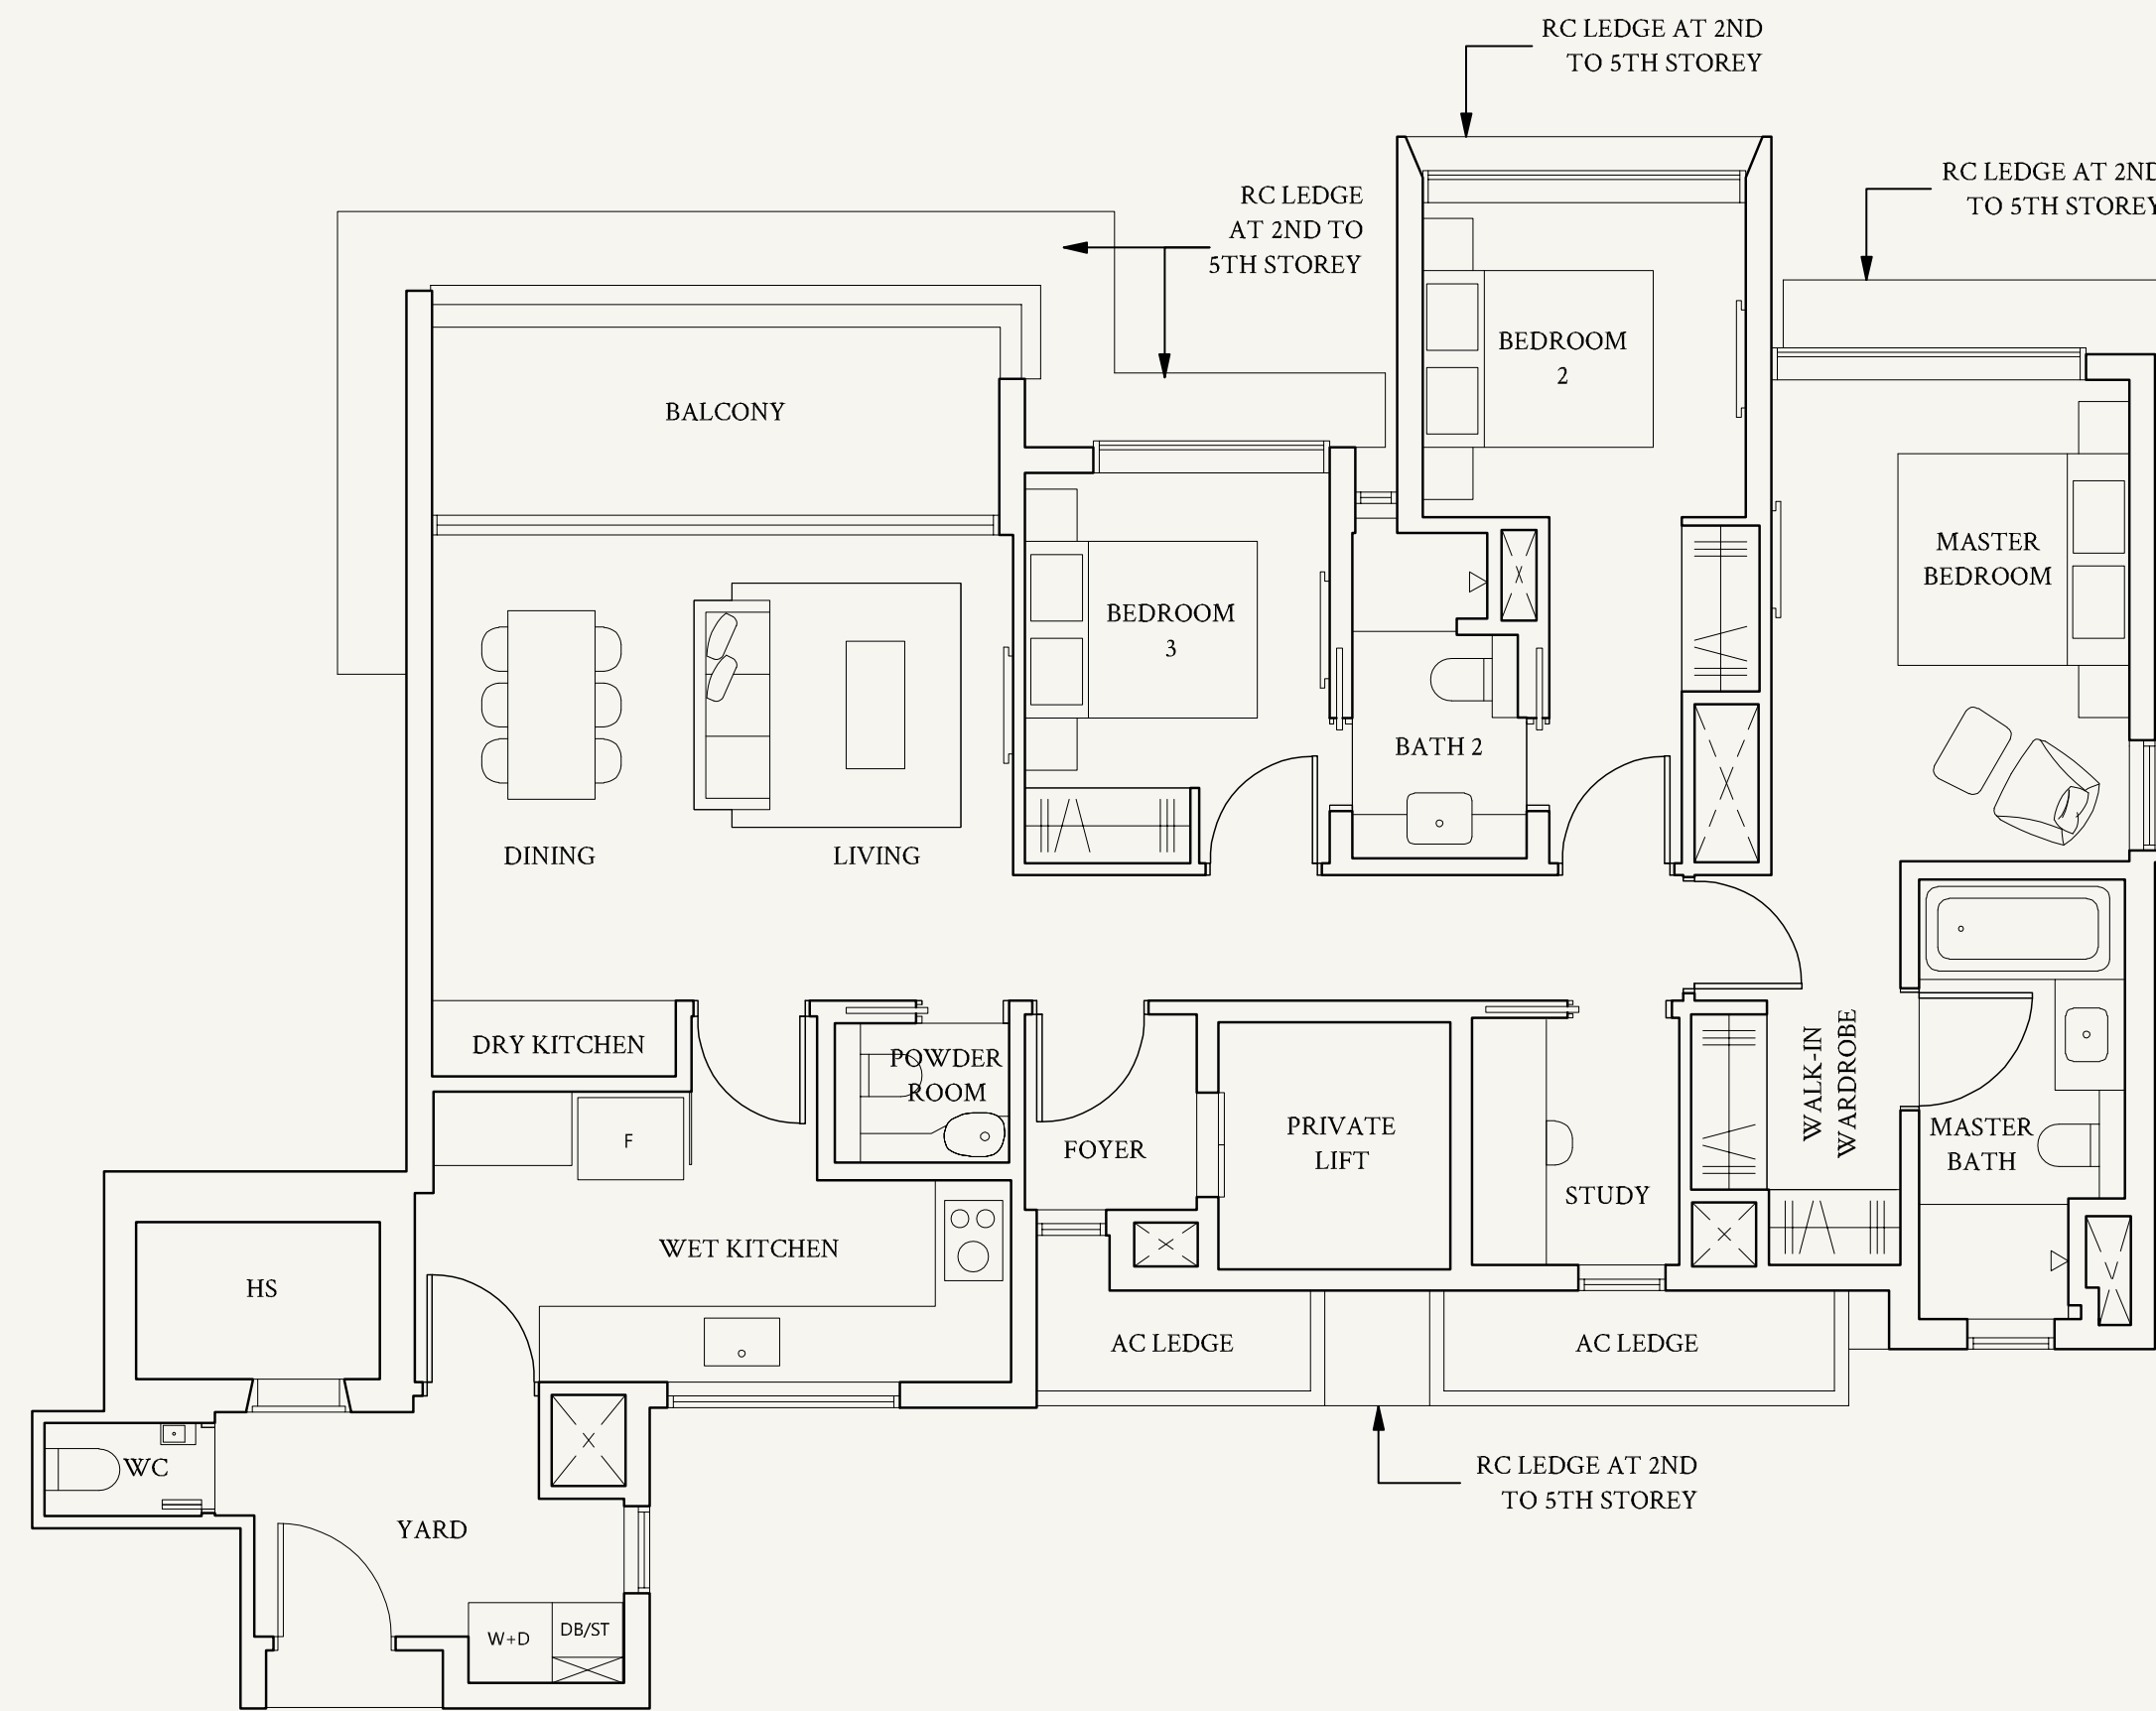 RC LEDGE AT 2ND
TO 5TH STOREY
RC LEDGE AT 2ND
TO 5TH STOREY
RC LEDGE
AT 2ND TO
5TH STOREY
BEDROOM
2
BALCONY
MASTER
BEDROOM
BEDROOM
3
BATH 2
DINING
LIVING
DRY KITCHEN
POWDER
ROOM
WALK-IN
WARDROBE
F
FOYER
PRIVATE
LIFT
MASTER
BATH
STUDY
WET KITCHEN
HS
AC LEDGE
AC LEDGE
WC
RC LEDGE AT 2ND
TO 5TH STOREY
YARD
W+D
DB/ST